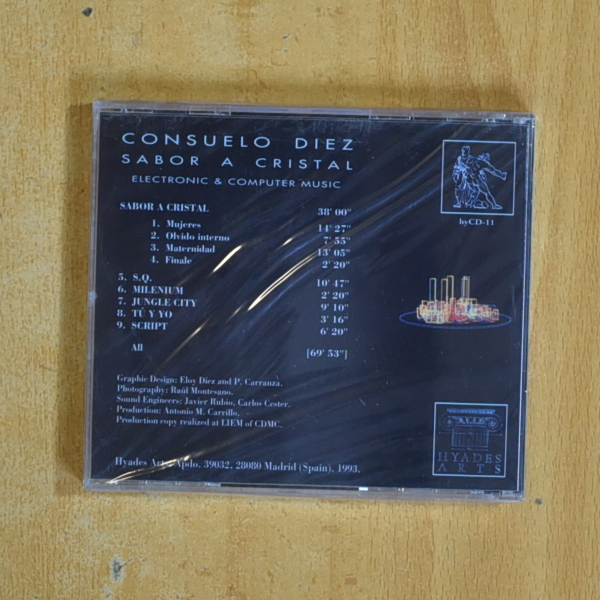 CONSUELO DIEZ
SABOR A CRISTAL
ELECTRONIC & COMPUTER MUSIC
SABOR A CRISTAL 38' 00"
1. Mujeres 14' 27"
2. Olvido interno 7' 55"
3. Maternidad 13' 05"
4. Finale 2' 20"
5. S.Q. 10' 47"
6. MILENIUM 2' 20"
7. JUNGLE CITY 9' 10"
8. TÚ Y YO 3' 16"
9. SCRIPT 6' 20"
All [69' 53"]
Graphic Design: Eloy Díez and P. Carranza.
Photography: Raúl Montesano.
Sound Engineers: Javier Rubio, Carlos Cester.
Production: Antonio M. Carrillo.
Production copy realized at LIEM of CDMC.
Hyades Arts, Apdo. 39032, 28080 Madrid (Spain), 1993.
hyCD-11
HYADES
ARTS